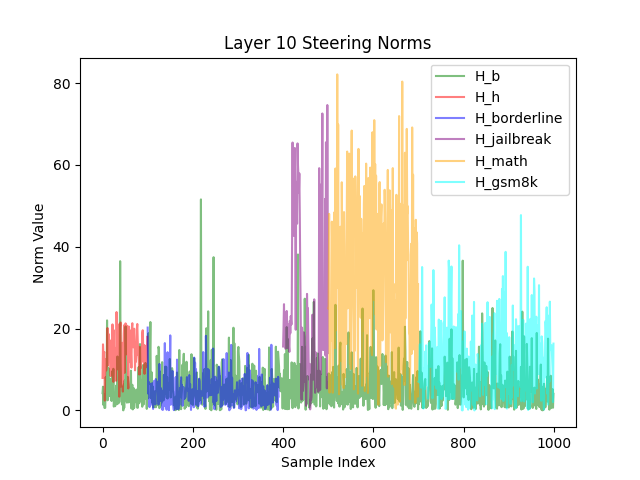 Layer 10 Steering Norms
H_b
H_h
H_borderline
H_jailbreak
H_math
H_gsm8k
80
60
40
20
0
Norm Value
0
200
400
600
800
1000
Sample Index